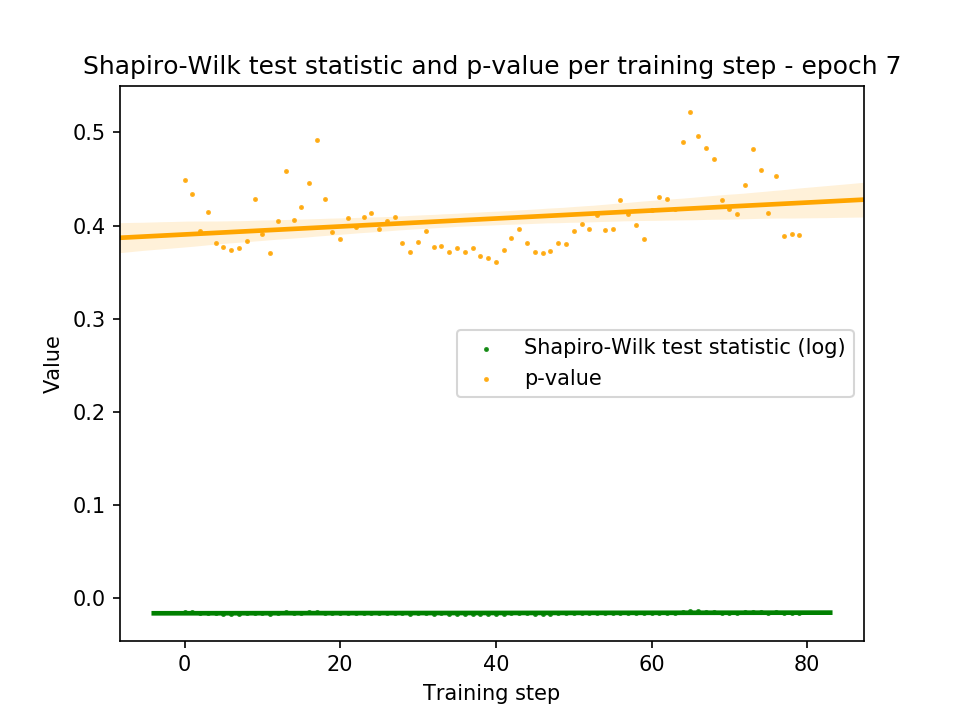 Shapiro-Wilk test statistic and p-value per training step - epoch 7
0.5
0.4
0.3
0.2
0.1
0.0
Value
Shapiro-Wilk test statistic (log)
p-value
0 20 40 60 80
Training step